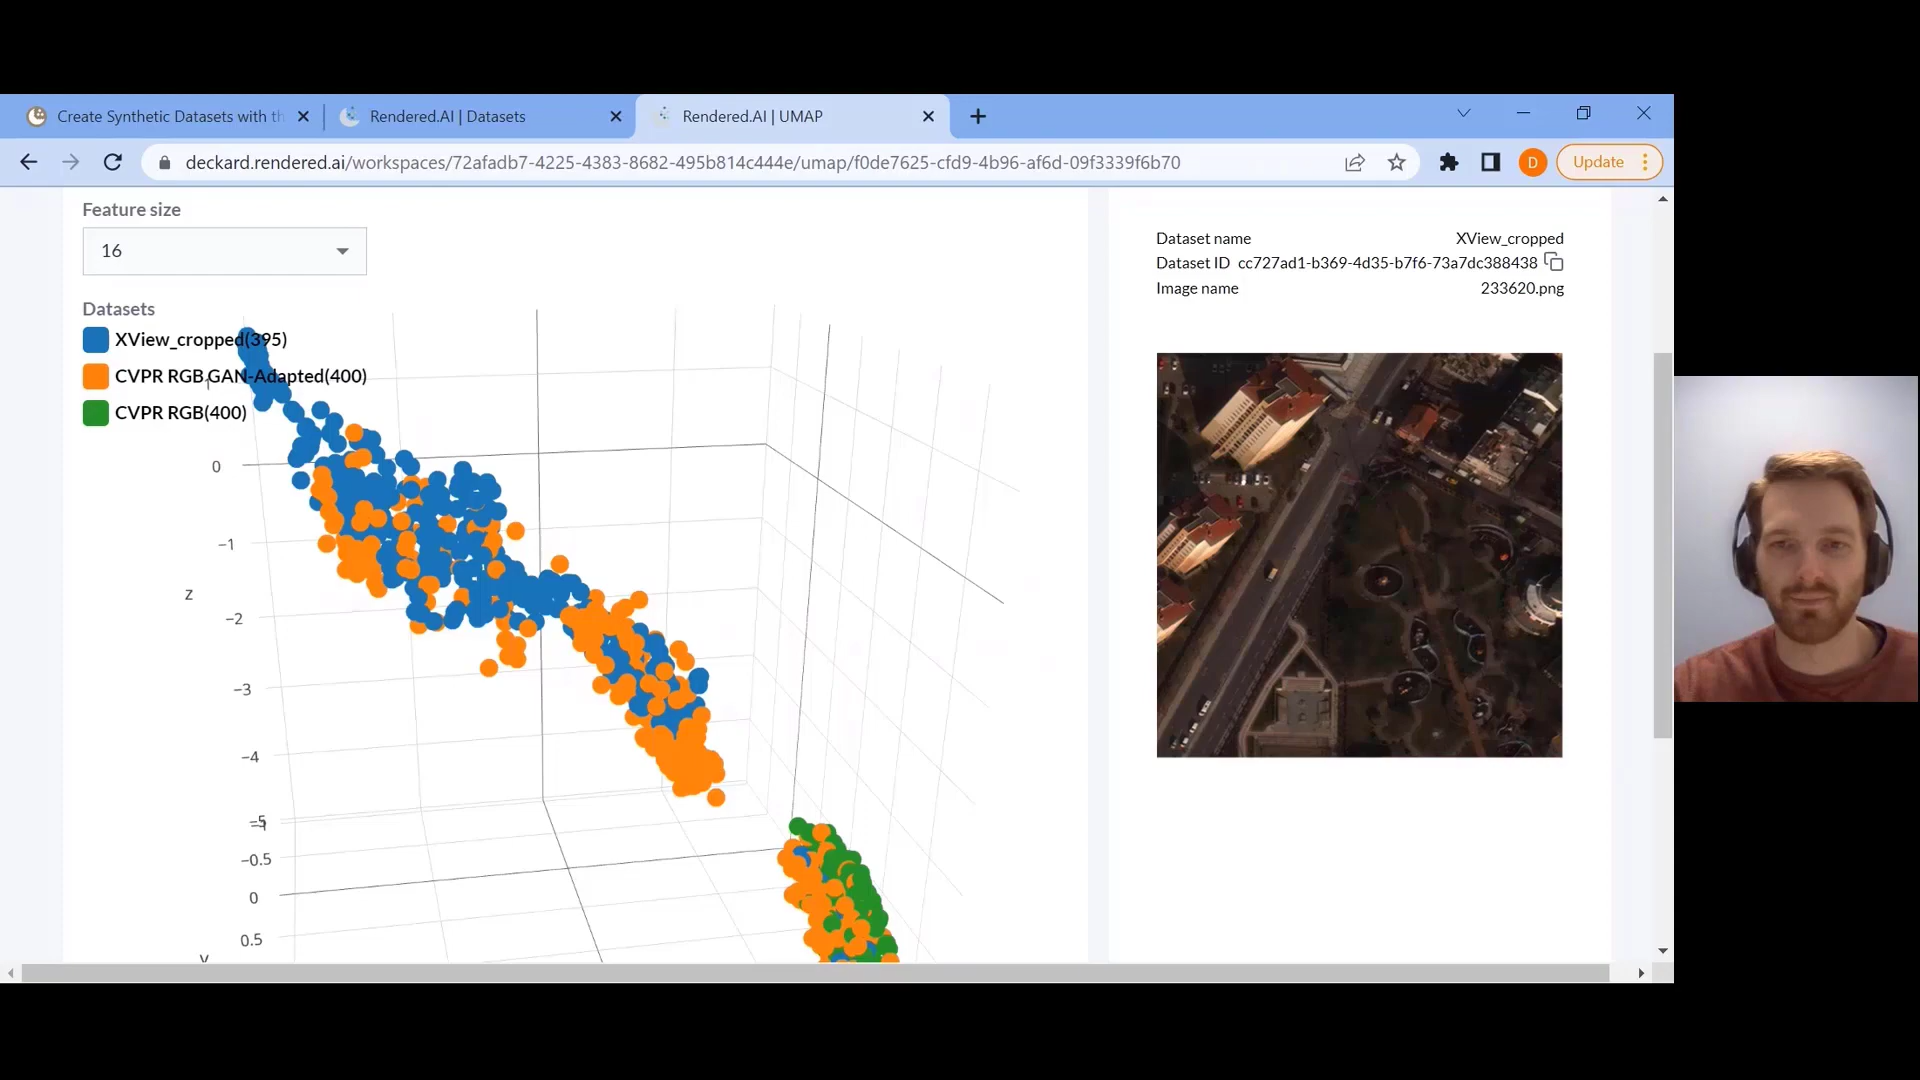 Create Synthetic Datasets with th
Rendered.AI | Datasets
Rendered.AI | UMAP
deckard.rendered.ai/workspaces/72afadb7-4225-4383-8682-495b814c444e/umap/f0de7625-cfd9-4b96-af6d-09f3339f6b70
D
Update
Feature size
16
Datasets
XView_cropped(395)
CVPR RGB GAN-Adapted(400)
CVPR RGB(400)
0
−1
z
−2
−3
−4
−5
−1
−0.5
0
0.5
y
Dataset name XView_cropped
Dataset ID cc727ad1-b369-4d35-b7f6-73a7dc388438
Image name 233620.png